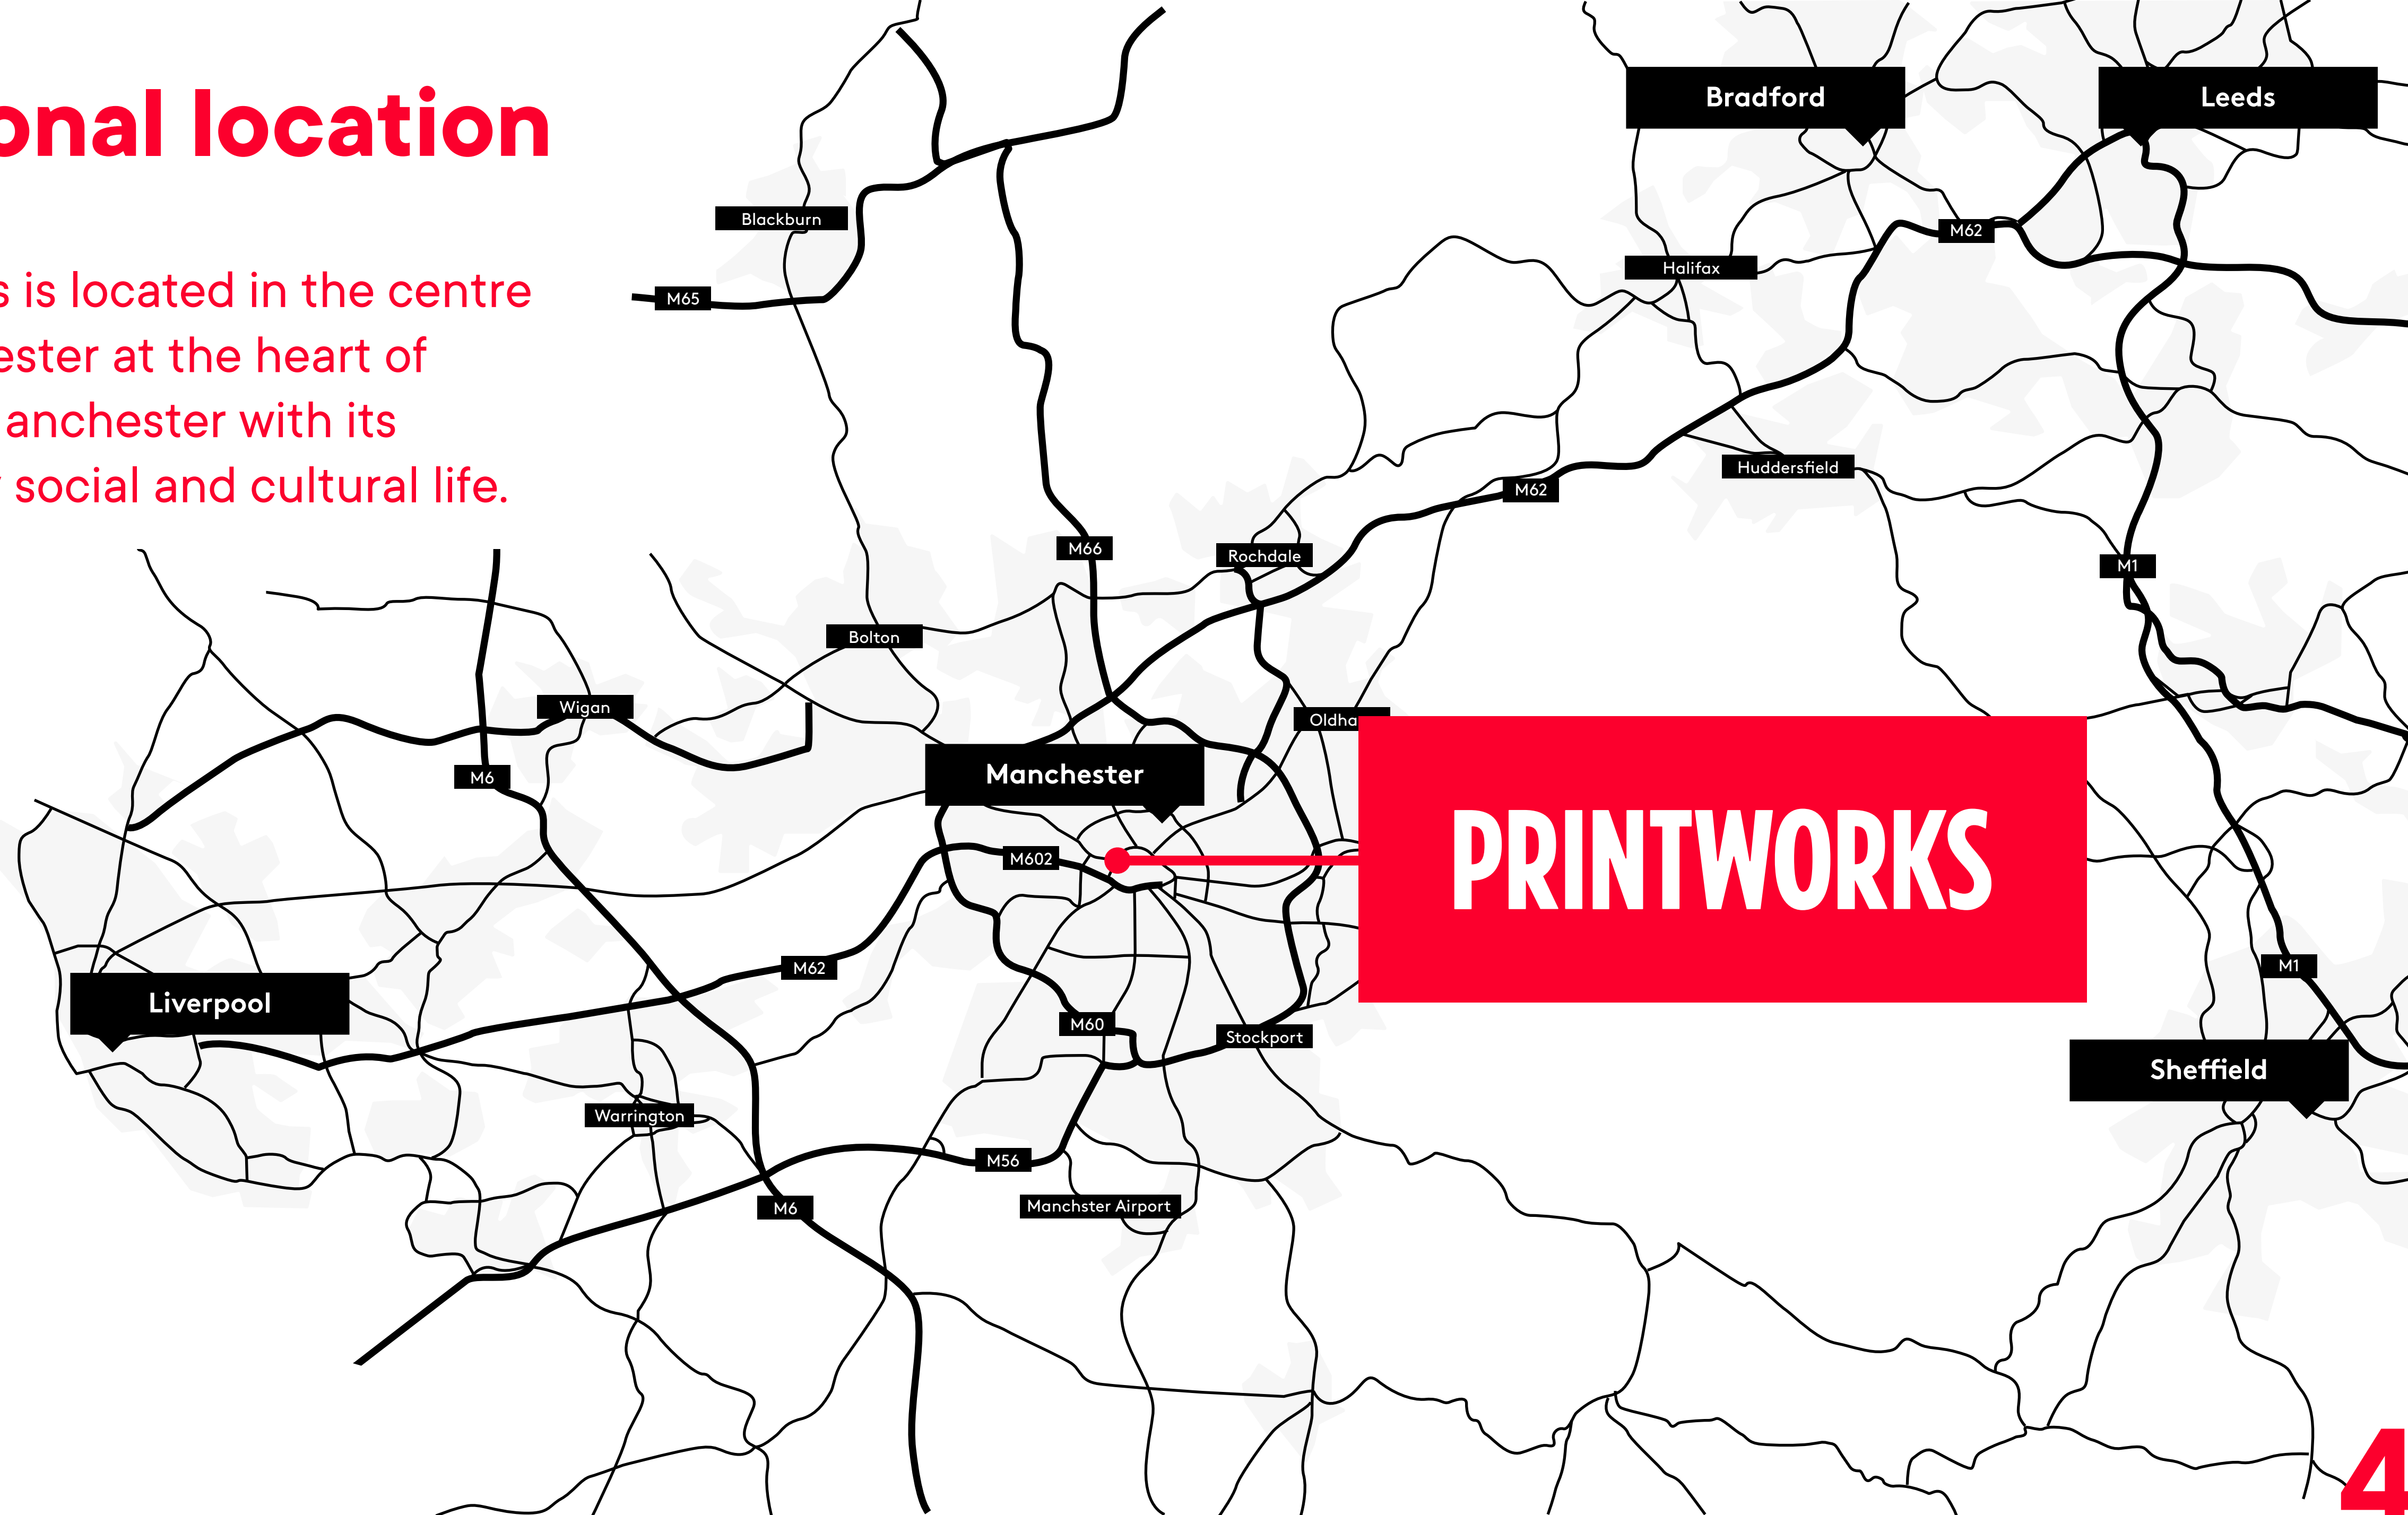 onal location
s is located in the centre
ester at the heart of
anchester with its
social and cultural life.
Bradford
Leeds
Blackburn
M62
Halifax
M65
Huddersfield
M62
M66
Rochdale
M1
Bolton
Wigan
Oldha
M6
Manchester
PRINTWORKS
M602
M62
M1
Liverpool
M60
Stockport
Sheffield
Warrington
M56
M6
Manchster Airport
4